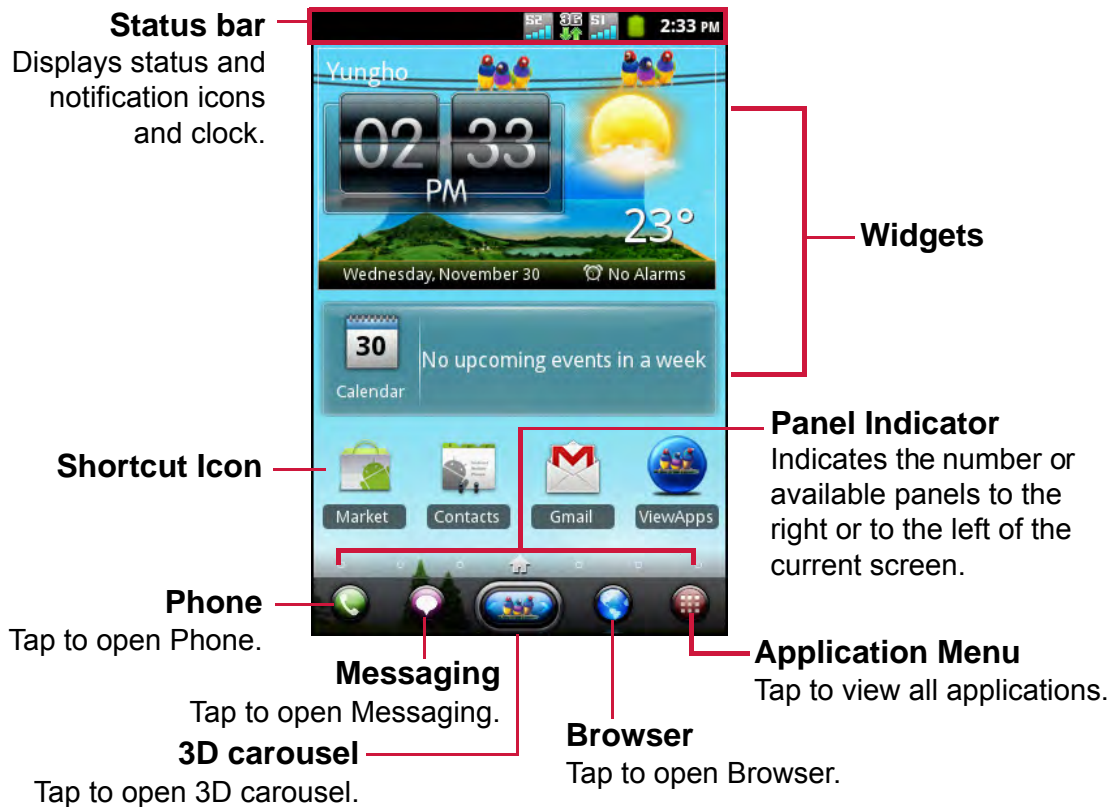 Status bar
Displays status and
notification icons
and clock.
S2 3G S1 2:33 PM
Yungho
02 33
PM
23°
Wednesday, November 30 No Alarms
Widgets
30
Calendar
No upcoming events in a week
Shortcut Icon
Market Contacts Gmail ViewApps
Panel Indicator
Indicates the number or
available panels to the
right or to the left of the
current screen.
Phone
Tap to open Phone.
Messaging
Tap to open Messaging.
3D carousel
Tap to open 3D carousel.
Browser
Tap to open Browser.
Application Menu
Tap to view all applications.